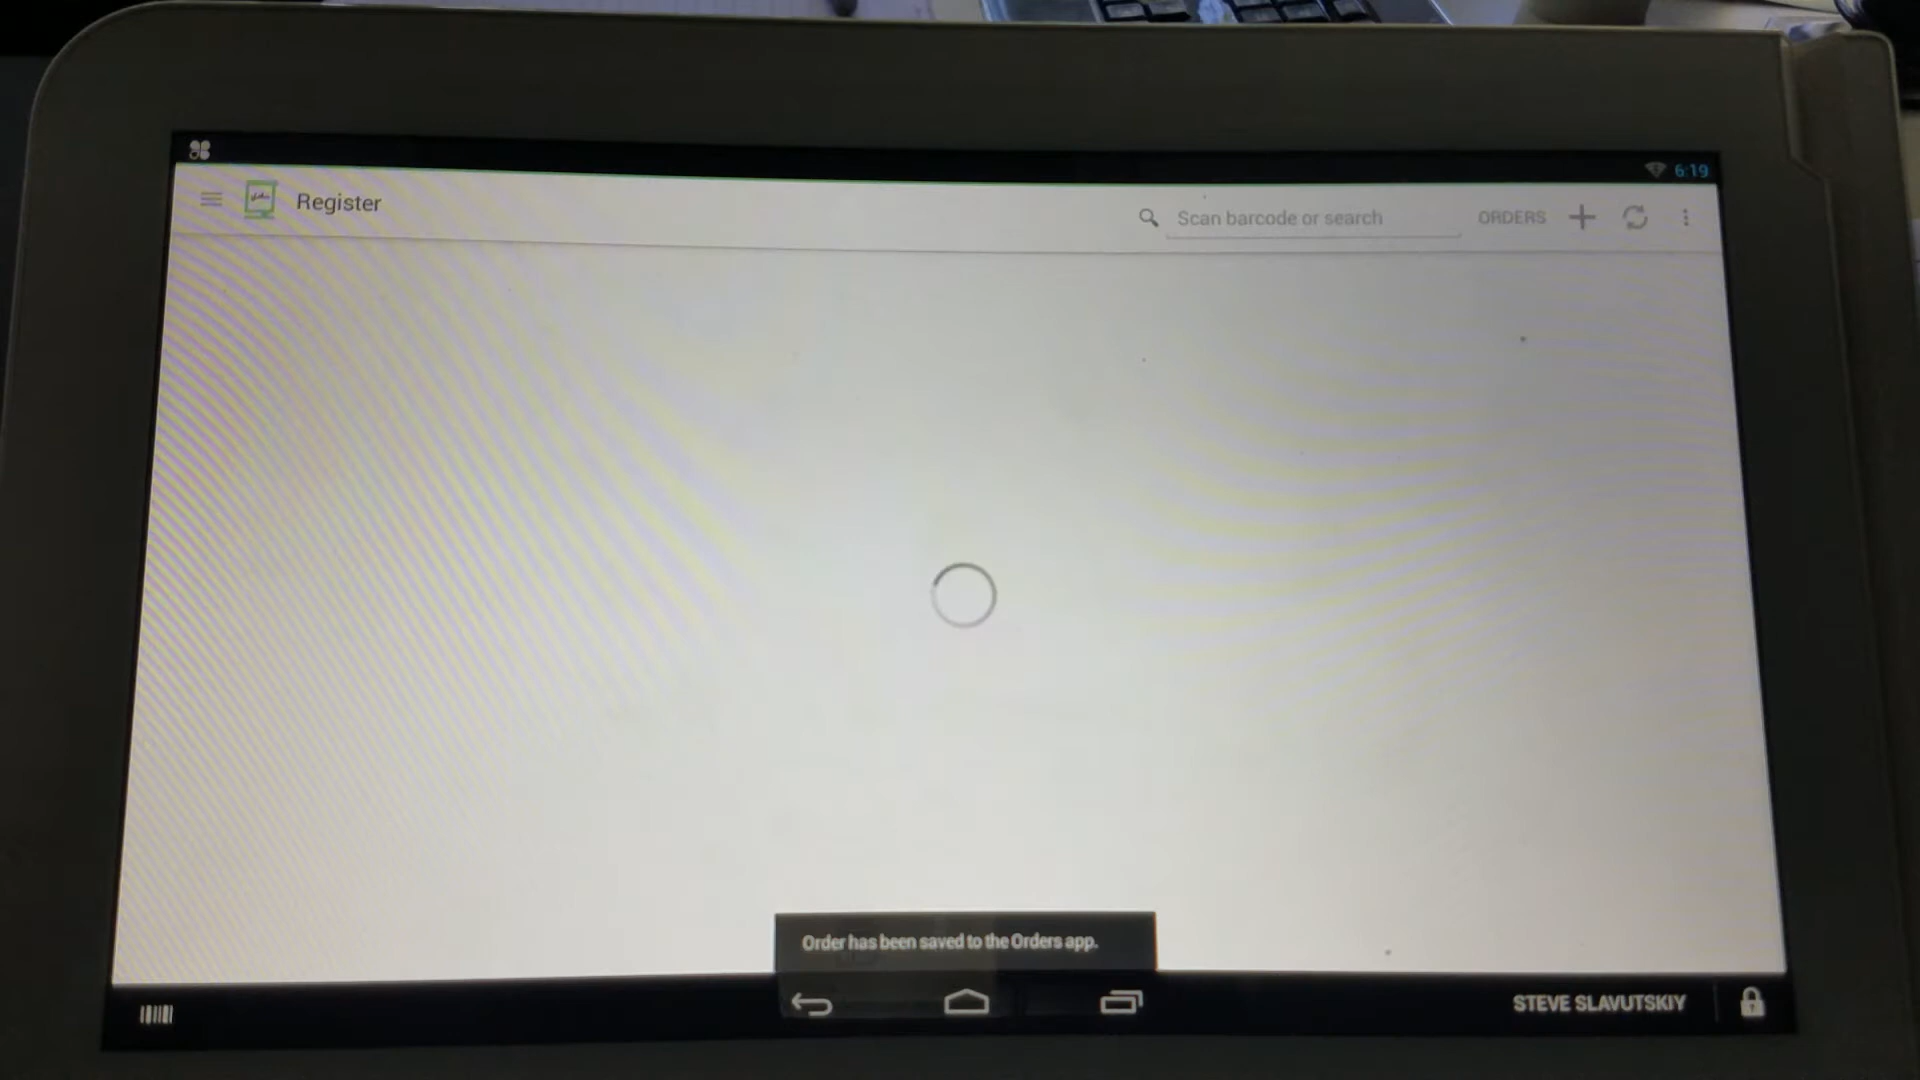 6:19
Register
Scan barcode or search
ORDERS
Order has been saved to the Orders app.
STEVE SLAVUTSKIY